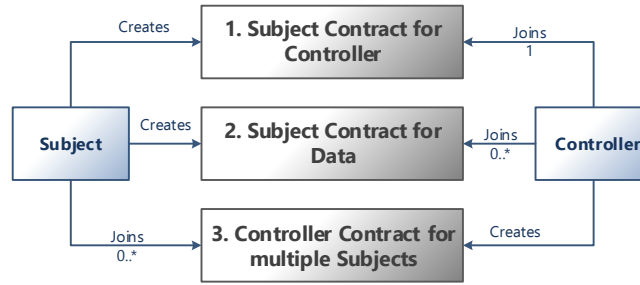 Creates
1. Subject Contract for
Controller
Joins
1
Subject
Creates
2. Subject Contract for
Data
Joins
0..*
Controller
Joins
0..*
3. Controller Contract for
multiple Subjects
Creates